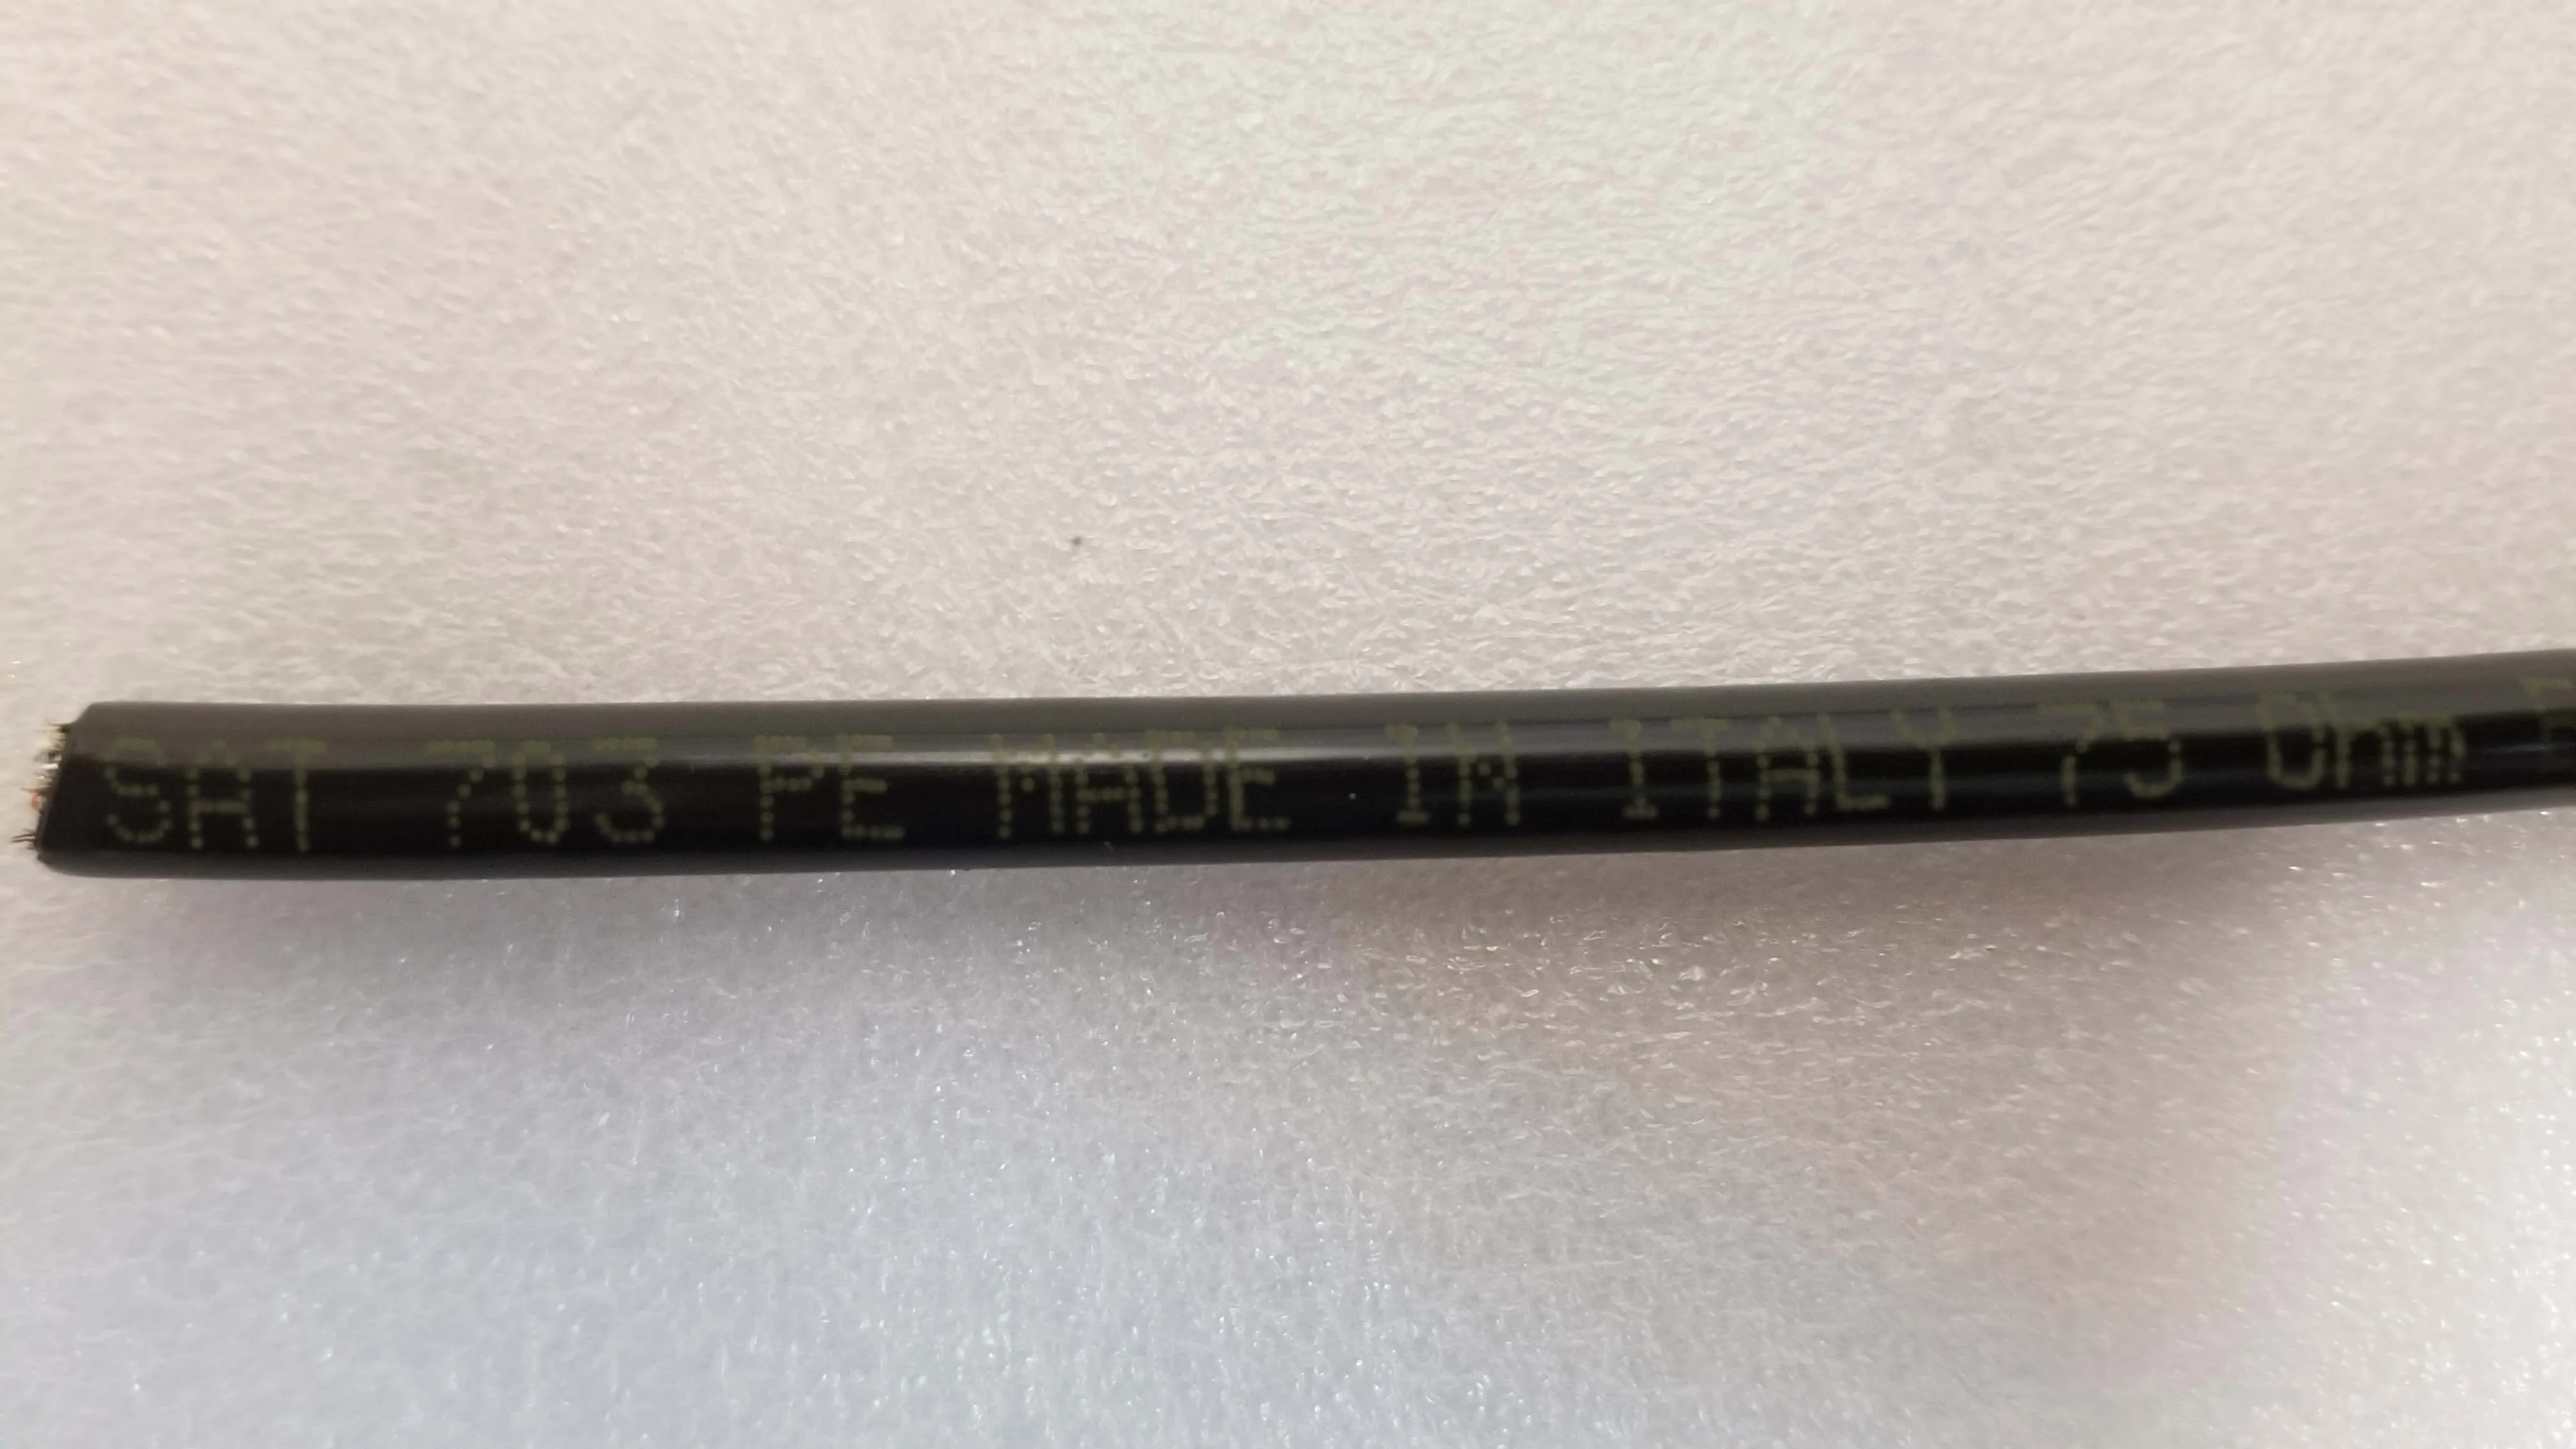 SAT 703 PE MADE IN ITALY 75 Ohm